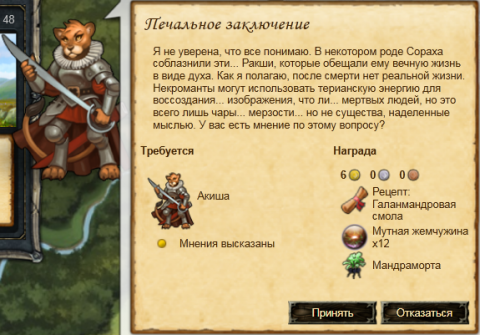 48
Печальное заключение
Я не уверена, что все понимаю. В некотором роде Сораха
соблазнили эти... Ракши, которые обещали ему вечную жизнь
в виде духа. Как я полагаю, после смерти нет реальной жизни.
Некроманты могут использовать терианскую энергию для
воссоздания... изображения, что ли... мертвых людей, но это
всего лишь чары... мерзости... но не существа, наделенные
мыслью. У вас есть мнение по этому вопросу?
Требуется
Награда
6 0 0
Акиша
Рецепт:
Галанмандровая
смола
Мнения высказаны
Мутная жемчужина
x12
Мандраморта
Принять
Отказаться